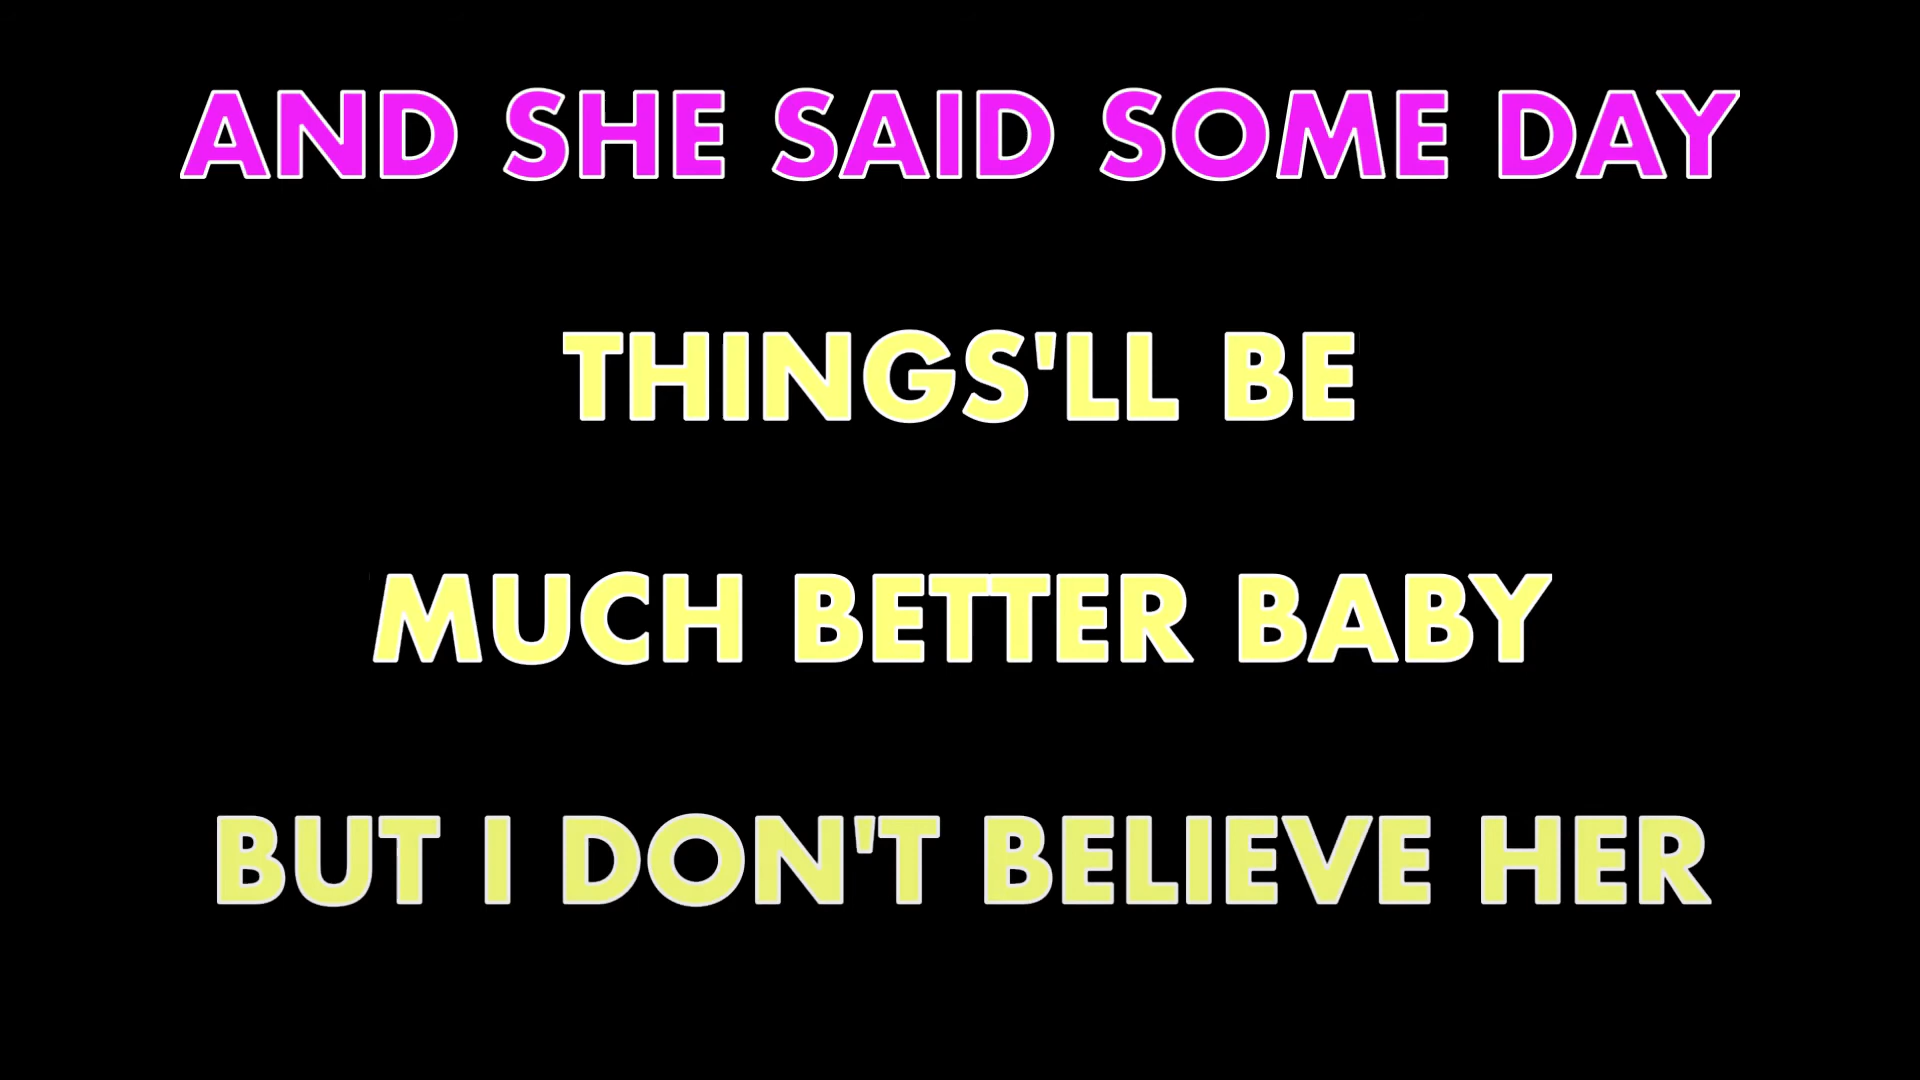 AND SHE SAID SOME DAY
THINGS'LL BE
MUCH BETTER BABY
BUT I DON'T BELIEVE HER